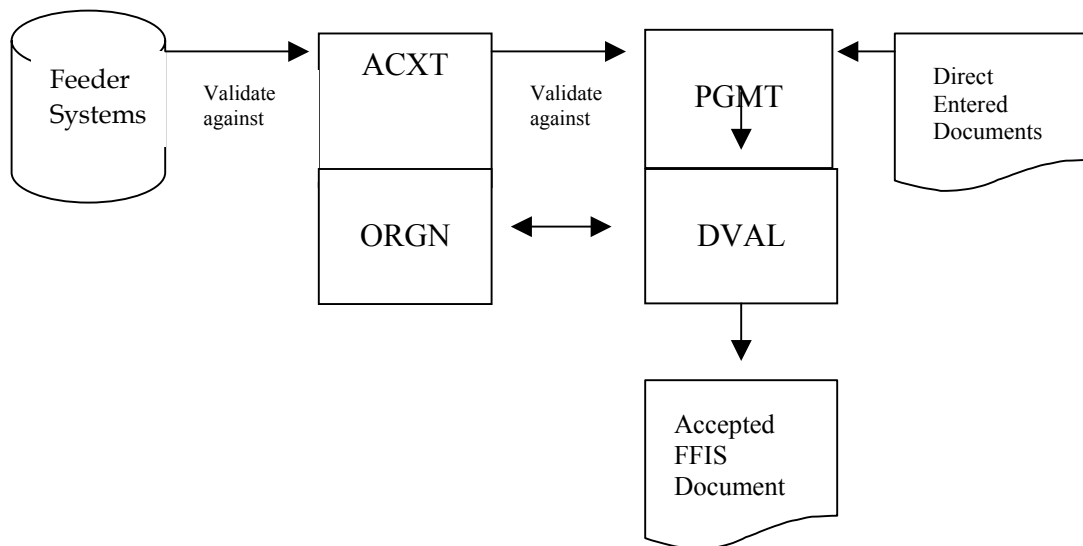 Feeder
Systems
Validate
against
ACXT
Validate
against
PGMT
Direct
Entered
Documents
ORGN
DVAL
Accepted
FFIS
Document